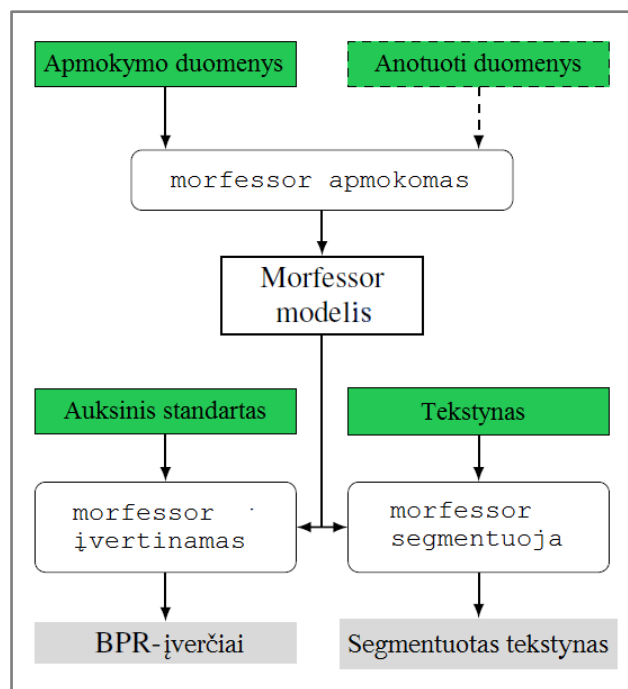 Apmokymo duomenys
Anotuoti duomenys
morfessor apmokomas
Morfessor
modelis
Auksinis standartas
Tekstynas
morfessor
įvertinamas
morfessor
segmentuoja
BPR-įverčiai
Segmentuotas tekstynas